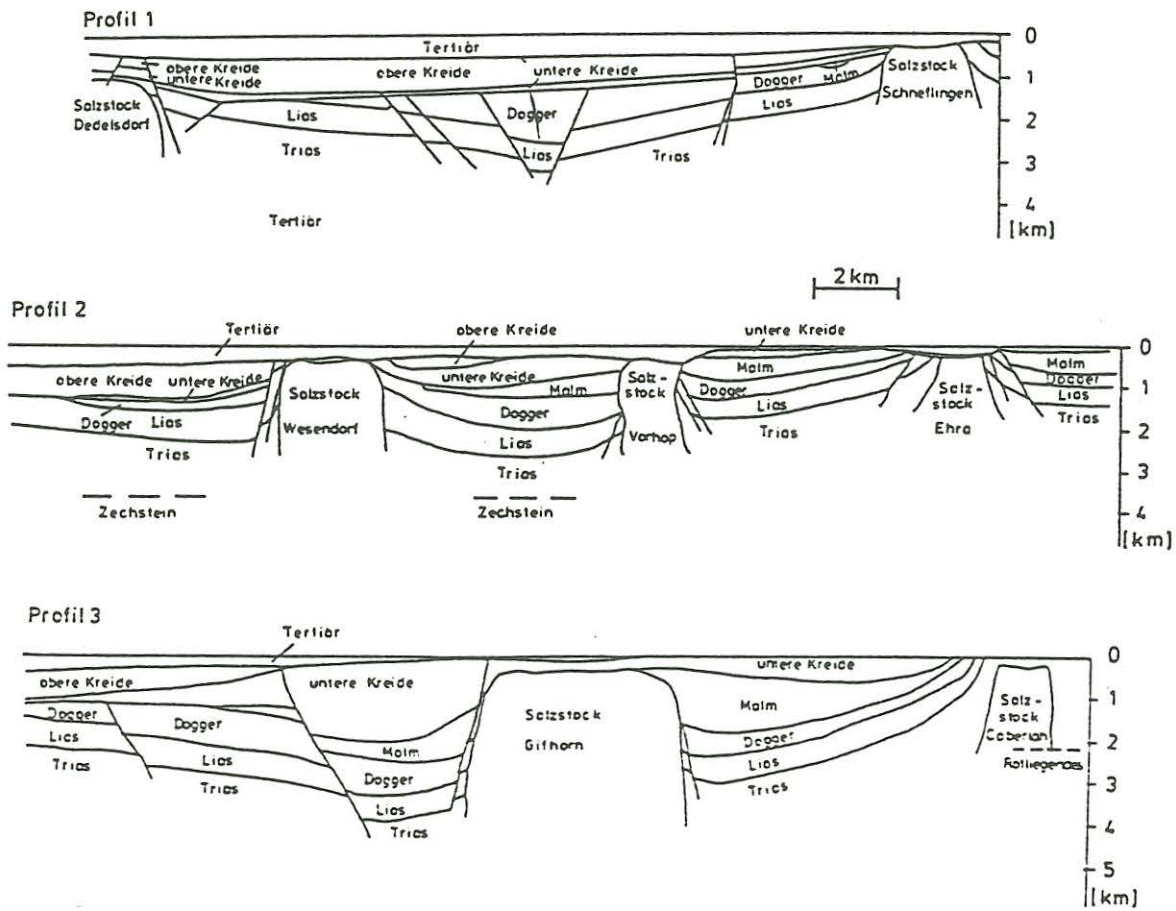 Profil 1
0
Tertiär
obere Kreide
untere Kreide
obere Kreide
untere Kreide
Dogger
Malm
Salzstock
Schneflingen
1
Salzstock
Dedelsdorf
Lias
Dogger
Lias
2
Trias
Lias
Trias
3
Tertiär
4
[km]
2 km
Profil 2
Tertiär
obere Kreide
untere Kreide
0
obere Kreide
untere Kreide
untere Kreide
Malm
Malm
Salzstock
Wesendorf
Malm
Salz-
stock
Vorhop
Dogger
Salz-
stock
Ehra
Dogger
1
Dogger
Lias
Dogger
Lias
Lias
Trias
Lias
Trias
Trias
2
Trias
3
Zechstein
Zechstein
4
[km]
Profil 3
Tertiär
0
obere Kreide
untere Kreide
untere Kreide
Dogger
Dogger
Salzstock
Gifhorn
Malm
Salz-
stock
Calberlah
1
Lias
Lias
Malm
Dogger
2
Trias
Trias
Dogger
Lias
Rotliegendes
Lias
Trias
3
Trias
4
5
[km]